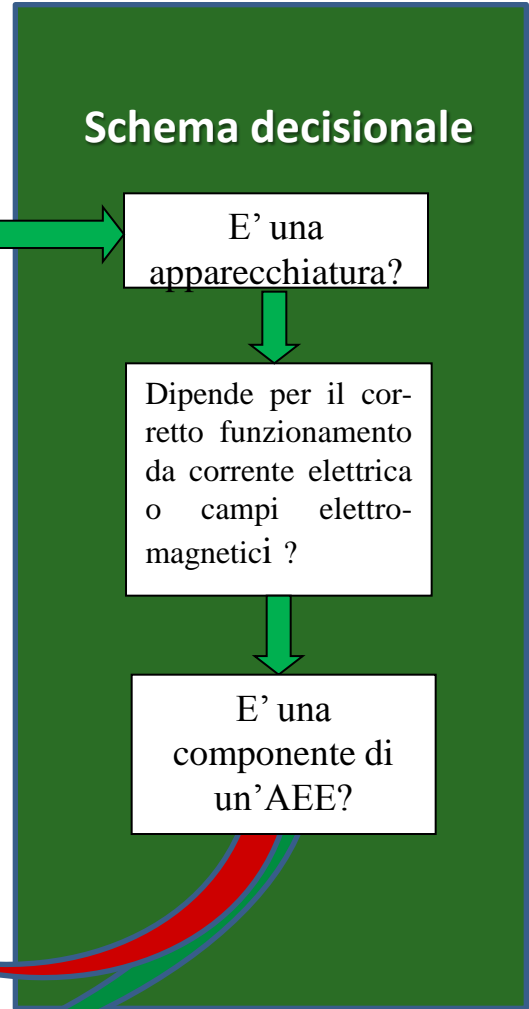 Schema decisionale
E’ una
apparecchiatura?
Dipende per il cor-
retto funzionamento
da corrente elettrica
o campi elettro-
magnetici ?
E’ una
componente di
un’AEE?